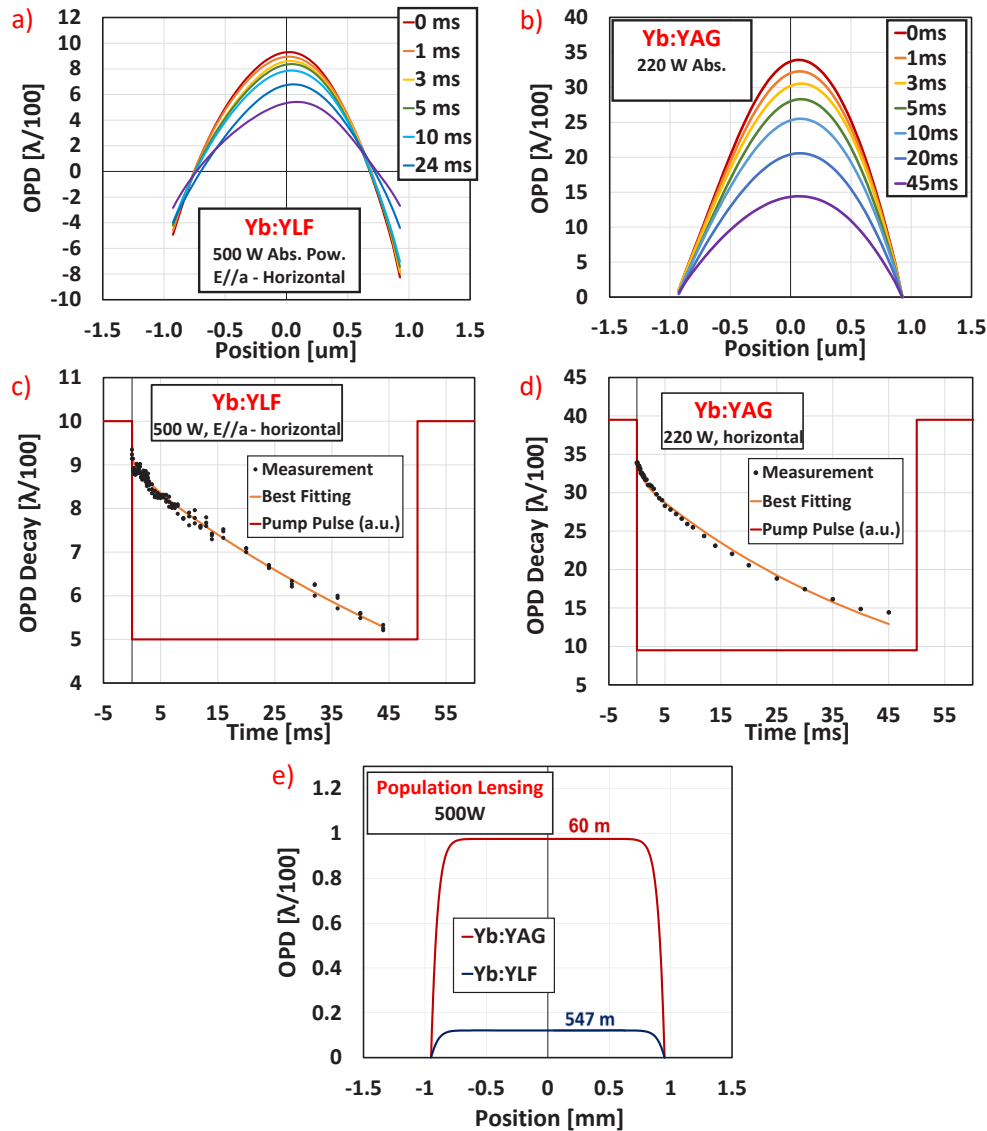 a)
12
10
8
6
4
2
0
-2
-4
-6
-8
-10
OPD [λ/100]
0 ms
1 ms
3 ms
5 ms
10 ms
24 ms
Yb:YLF
500 W Abs. Pow.
E//a - Horizontal
-1.5
-1.0
-0.5
0.0
0.5
1.0
1.5
Position [um]
b)
40
35
30
25
20
15
10
5
0
OPD [λ/100]
Yb:YAG
220 W Abs.
0ms
1ms
3ms
5ms
10ms
20ms
45ms
-1.5
-1.0
-0.5
0.0
0.5
1.0
1.5
Position [um]
c)
11
10
9
8
7
6
5
4
OPD Decay [λ/100]
Yb:YLF
500 W, E//a - horizontal
Measurement
Best Fitting
Pump Pulse (a.u.)
-5
5
15
25
35
45
55
Time [ms]
d)
45
40
35
30
25
20
15
10
5
OPD Decay [λ/100]
Yb:YAG
220 W, horizontal
Measurement
Best Fitting
Pump Pulse (a.u.)
-5
5
15
25
35
45
55
Time [ms]
e)
1.2
1
0.8
0.6
0.4
0.2
0
OPD [λ/100]
Population Lensing
500W
60 m
Yb:YAG
Yb:YLF
547 m
-1.5
-1
-0.5
0
0.5
1
1.5
Position [mm]